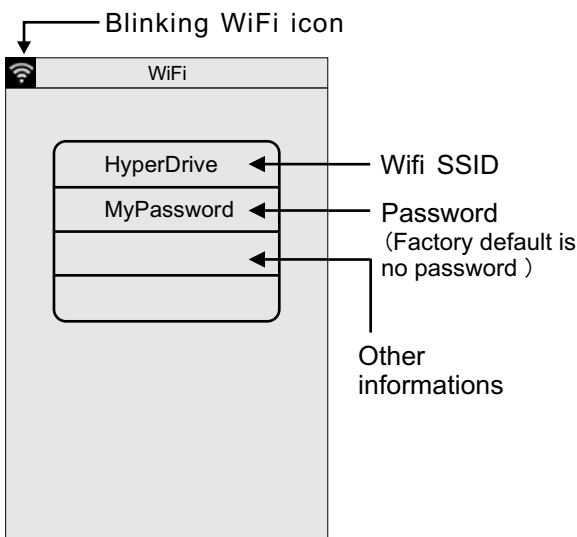 Blinking WiFi icon
WiFi
HyperDrive
Wifi SSID
MyPassword
Password
（Factory default is
no password ）
Other
informations